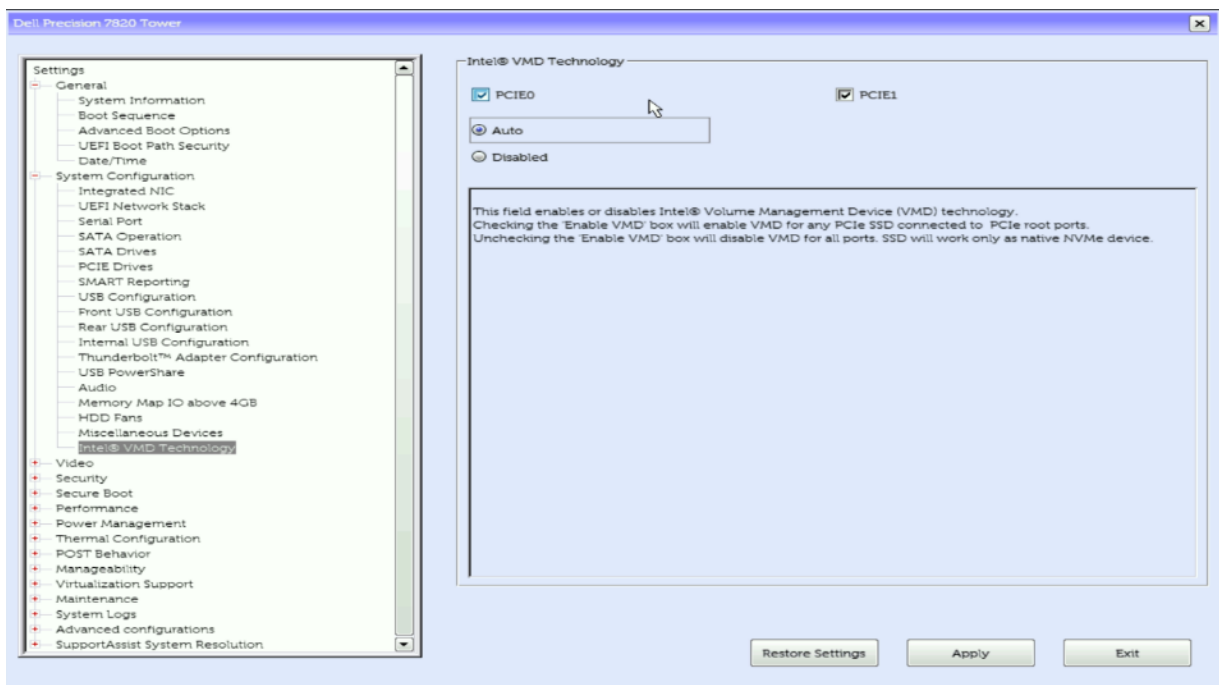 Dell Precision 7820 Tower
Settings
General
System Information
Boot Sequence
Advanced Boot Options
UEFI Boot Path Security
Date/Time
System Configuration
Integrated NIC
UEFI Network Stack
Serial Port
SATA Operation
SATA Drives
PCIE Drives
SMART Reporting
USB Configuration
Front USB Configuration
Rear USB Configuration
Internal USB Configuration
Thunderbolt™ Adapter Configuration
USB PowerShare
Audio
Memory Map IO above 4GB
HDD Fans
Miscellaneous Devices
Intel® VMD Technology
Video
Security
Secure Boot
Performance
Power Management
Thermal Configuration
POST Behavior
Manageability
Virtualization Support
Maintenance
System Logs
Advanced configurations
SupportAssist System Resolution
Intel® VMD Technology
PCIE0 PCIE1
Auto
Disabled
This field enables or disables Intel® Volume Management Device (VMD) technology.
Checking the 'Enable VMD' box will enable VMD for any PCIe SSD connected to PCIe root ports.
Unchecking the 'Enable VMD' box will disable VMD for all ports. SSD will work only as native NVMe device.
Restore Settings Apply Exit